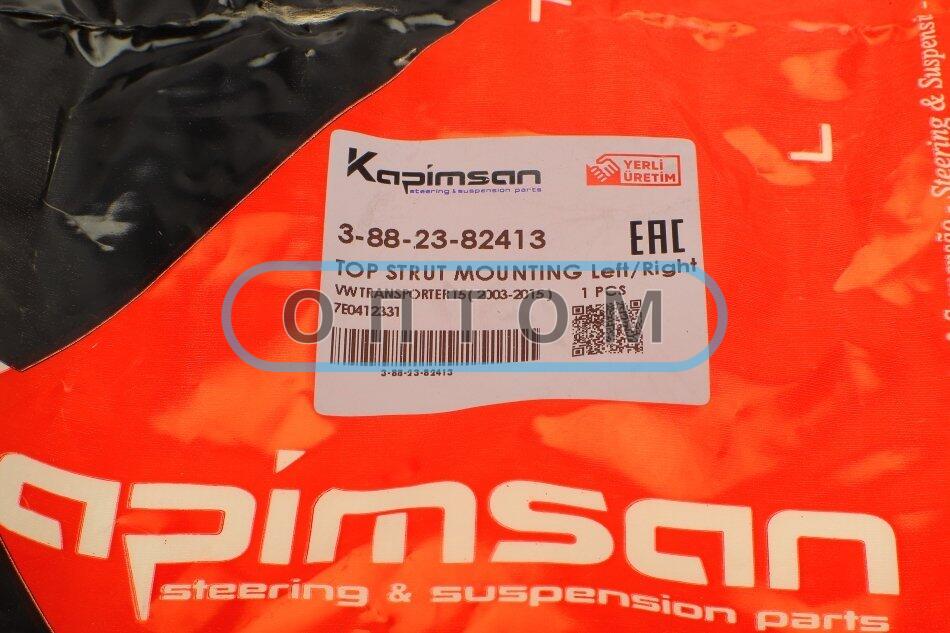 Kapimsan
steering & suspension parts
YERLİ
ÜRETİM
3-88-23-82413
EAC
TOP STRUT MOUNTING Left/Right
VW TRANSPORTER (2003-2015) 1 PCS
7E0412331
ОПТОМ
3-88-23-82413
apimsan
steering & suspension parts
Steering & Suspensi